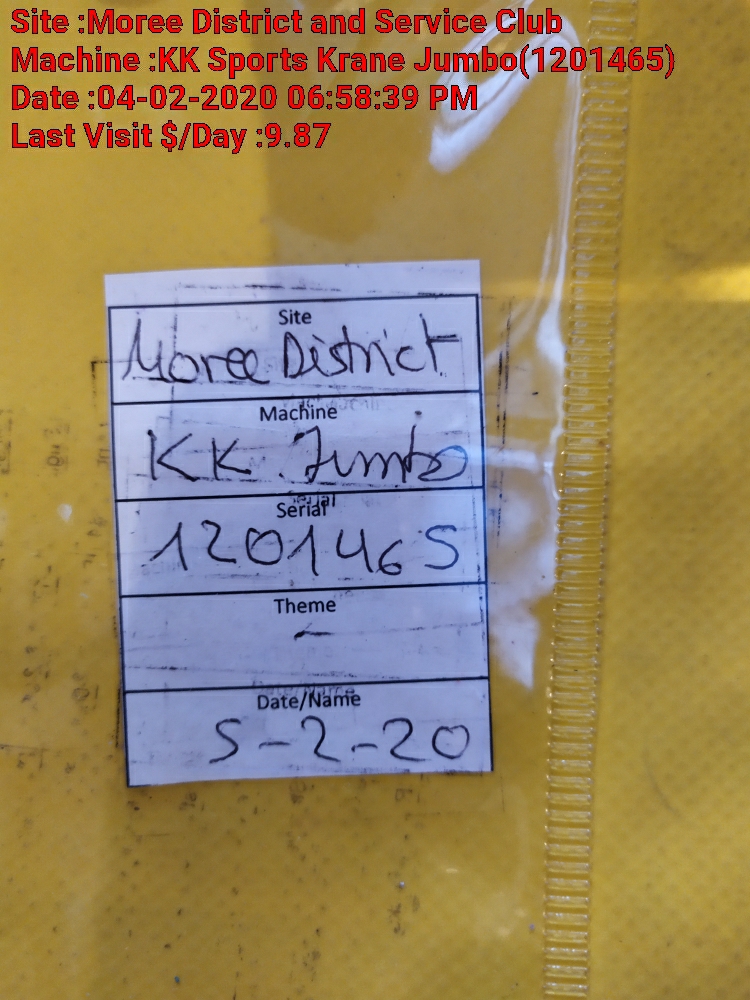 Site :Moree District and Service Club
Machine :KK Sports Krane Jumbo(1201465)
Date :04-02-2020 06:58:39 PM
Last Visit $/Day :9.87
Site
Moree District
Machine
KK Jumbo
Serial
Serial
1201465
Theme
-
Date/Name
5-2-20